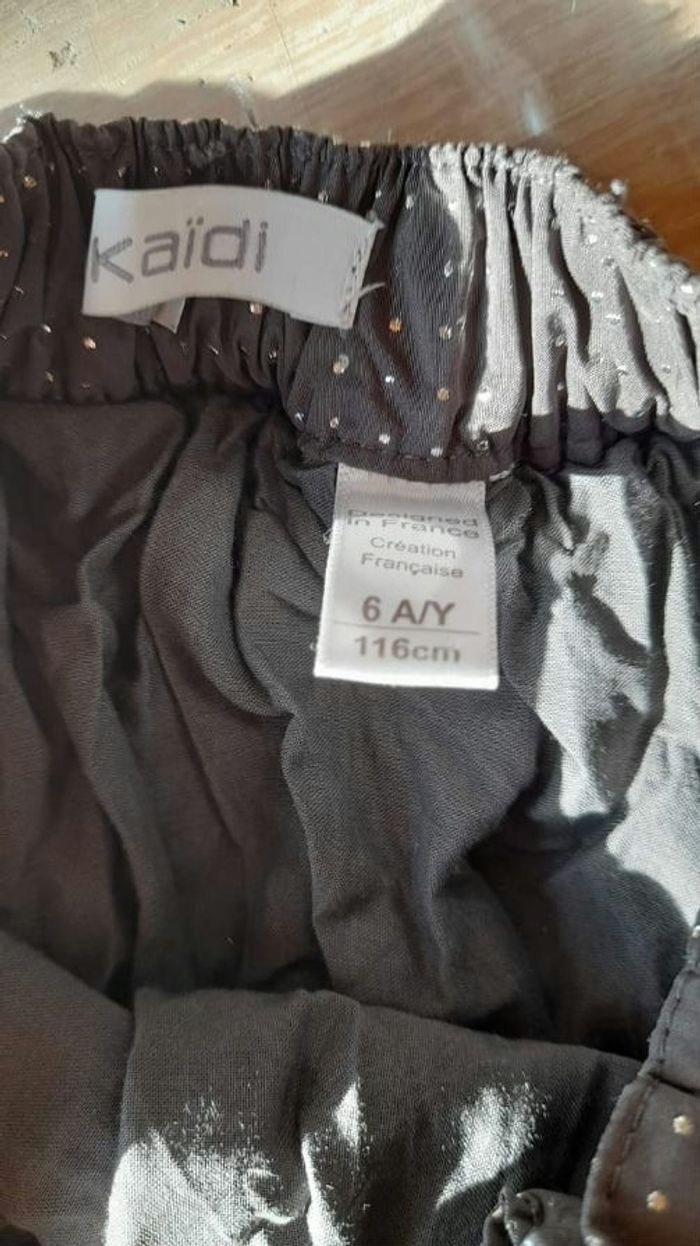 kaïdi
Designed
in France
Création
Française
6 A/Y
116cm